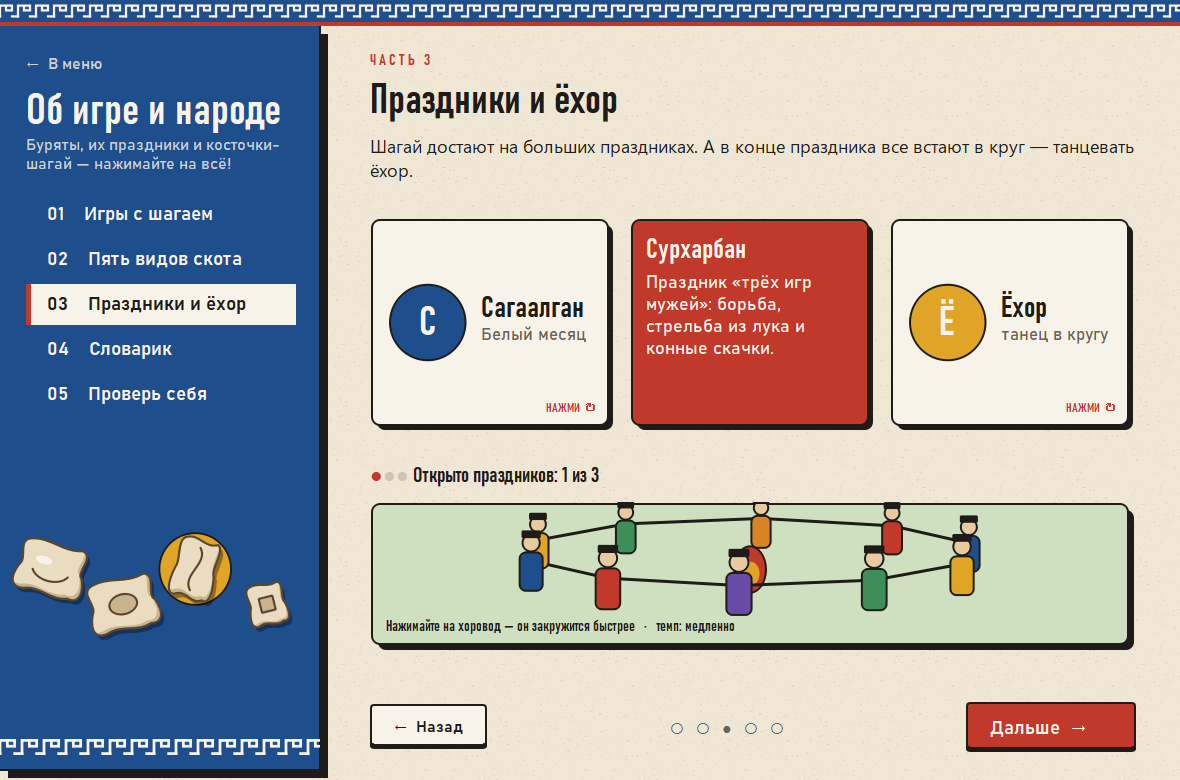 ← В меню
Об игре и народе
Буряты, их праздники и косточки-
шагай — нажимайте на всё!
01 Игры с шагаем
02 Пять видов скота
03 Праздники и ёхор
04 Словарик
05 Проверь себя
ЧАСТЬ 3
Праздники и ёхор
Шагай достают на больших праздниках. А в конце праздника все встают в круг — танцевать
ёхор.
С
Сагаалган
Белый месяц
НАЖМИ ↻
Сурхарбан
Праздник «трёх игр
мужей»: борьба,
стрельба из лука и
конные скачки.
Ё
Ёхор
танец в кругу
НАЖМИ ↻
Открыто праздников: 1 из 3
Нажимайте на хоровод — он закружится быстрее · темп: медленно
← Назад
Дальше →